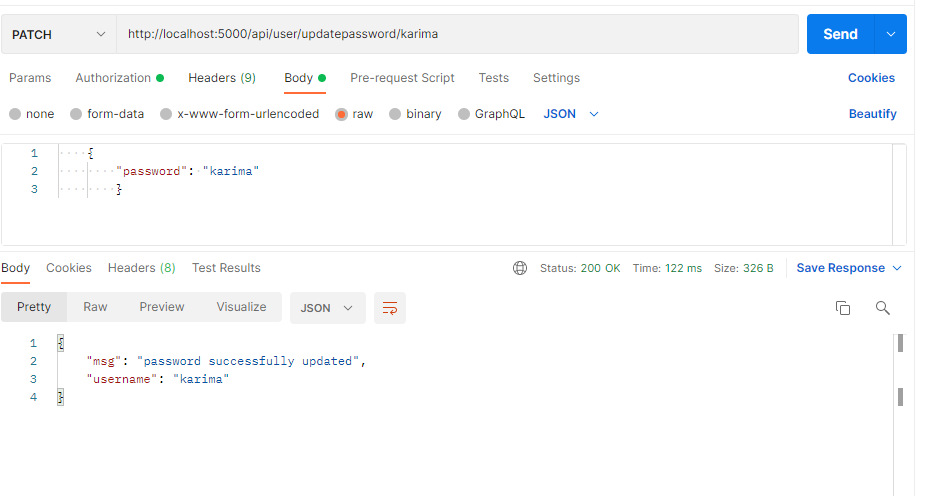 PATCH http://localhost:5000/api/user/updatepassword/karima Send
Params Authorization Headers (9) Body Pre-request Script Tests Settings Cookies
none form-data x-www-form-urlencoded raw binary GraphQL JSON Beautify
1 {
2 "password": "karima"
3 }
Body Cookies Headers (8) Test Results Status: 200 OK Time: 122 ms Size: 326 B Save Response
Pretty Raw Preview Visualize JSON
1 {
2 "msg": "password successfully updated",
3 "username": "karima"
4 }